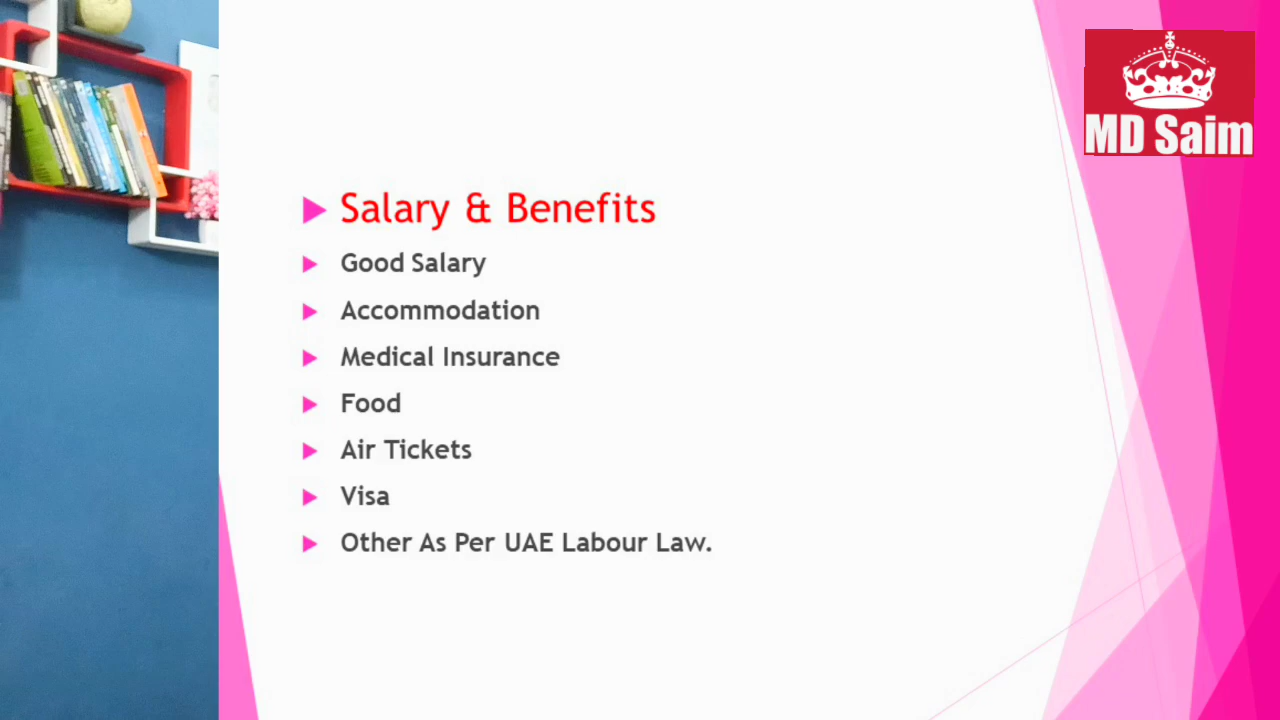 MD Saim
Salary & Benefits
Good Salary
Accommodation
Medical Insurance
Food
Air Tickets
Visa
Other As Per UAE Labour Law.